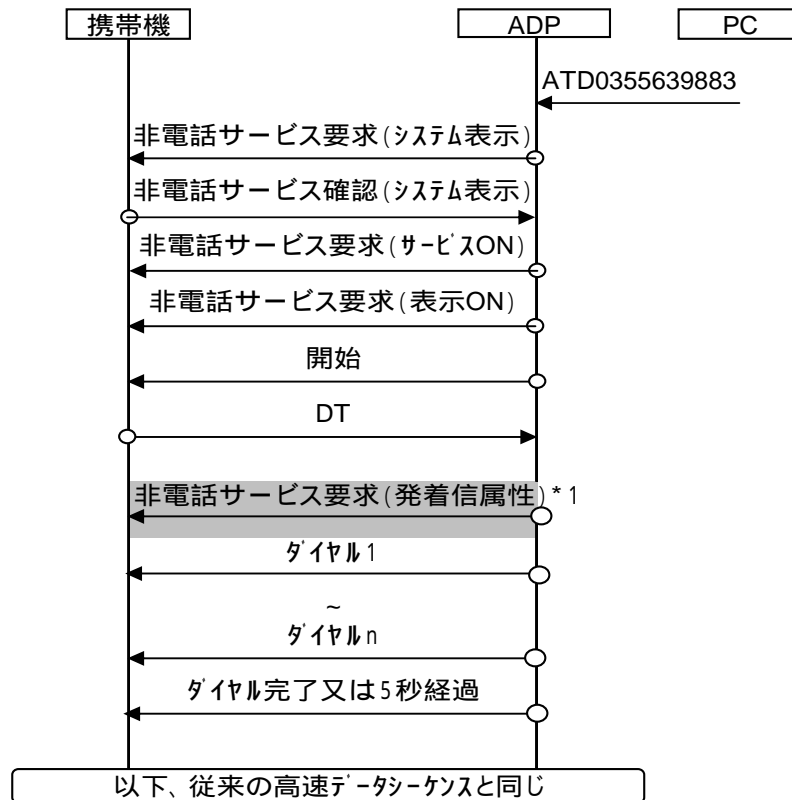 携帯機 ADP PC
ATD0355639883
非電話サービス要求(ｼｽﾃﾑ表示)
非電話サービス確認(ｼｽﾃﾑ表示)
非電話サービス要求(ｻｰﾋﾞｽON)
非電話サービス要求(表示ON)
開始
DT
非電話サービス要求(発着信属性)*1
ﾀﾞｲﾔﾙ1
~
ﾀﾞｲﾔﾙn
ﾀﾞｲﾔﾙ完了又は5秒経過
以下、従来の高速ﾃﾞｰﾀｼｰｹﾝｽと同じ